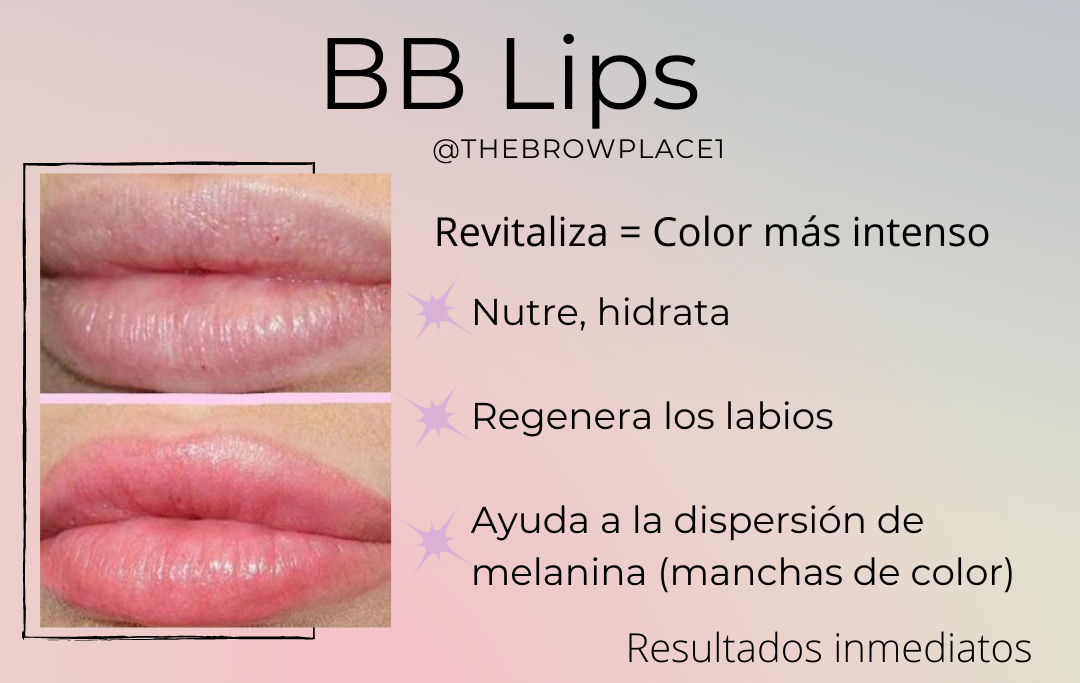 BB Lips
@THEBROWPLACE1
Revitaliza = Color más intenso
Nutre, hidrata
Regenera los labios
Ayuda a la dispersión de
melanina (manchas de color)
Resultados inmediatos